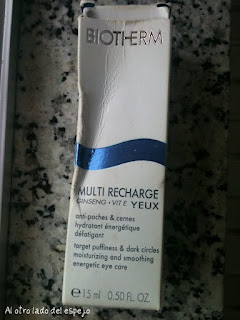 BIOTHERM
MULTI RECHARGE
GINSENG + VIT E YEUX
anti-poches & cernes
hydratant énergétique
défatigant
target puffiness & dark circles
moisturizing and smoothing
energetic eye care
e 15 ml 0.50 FL. OZ.
Al otro lado del espejo